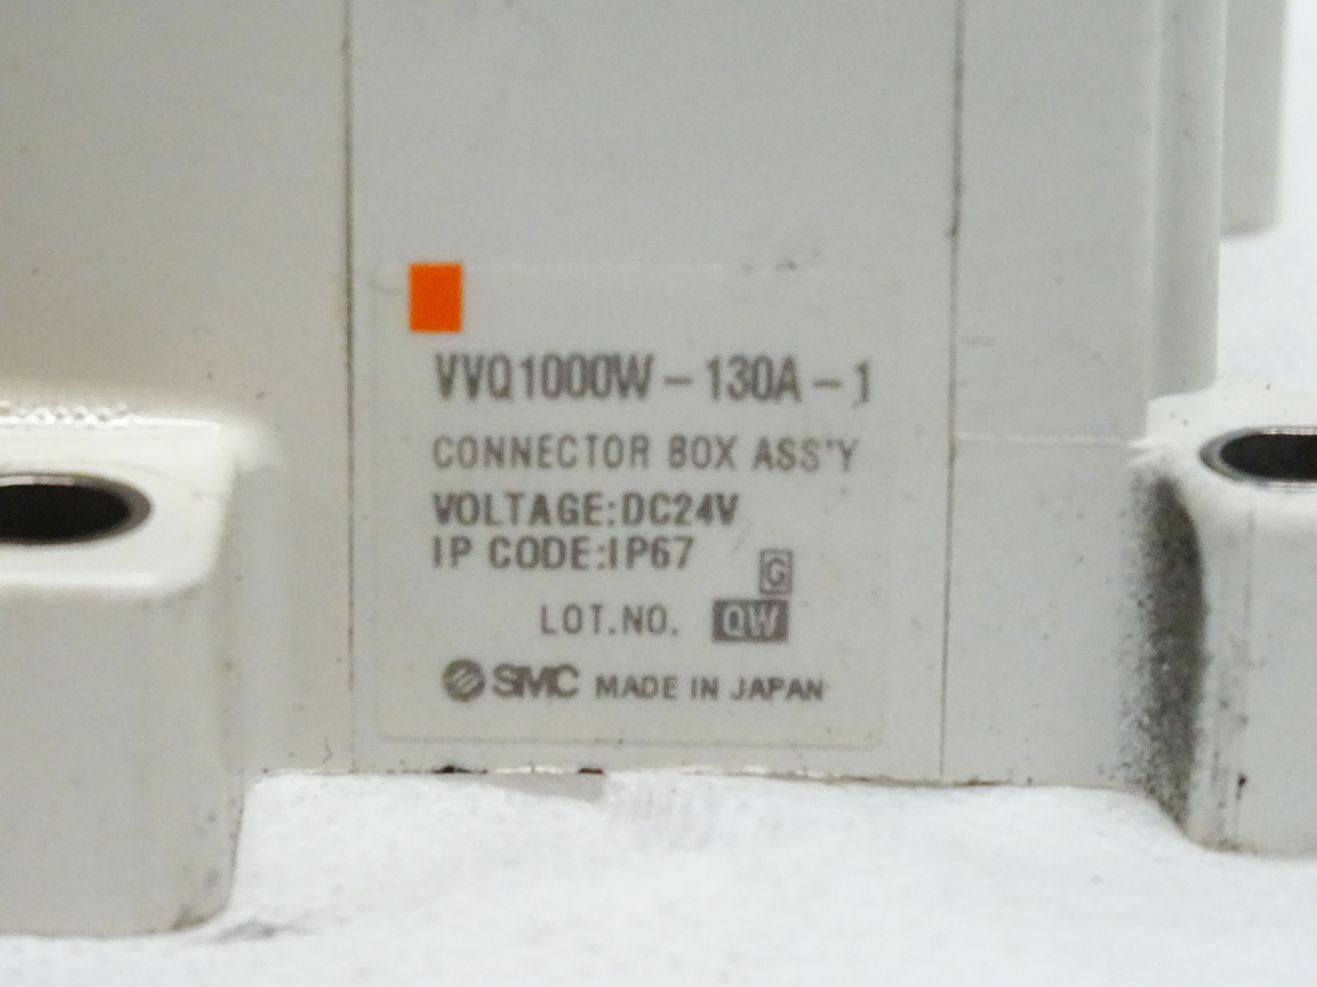 VVQ1000W-130A-1
CONNECTOR BOX ASS'Y
VOLTAGE:DC24V
IP CODE:IP67
G
LOT.NO. QW
SMC MADE IN JAPAN